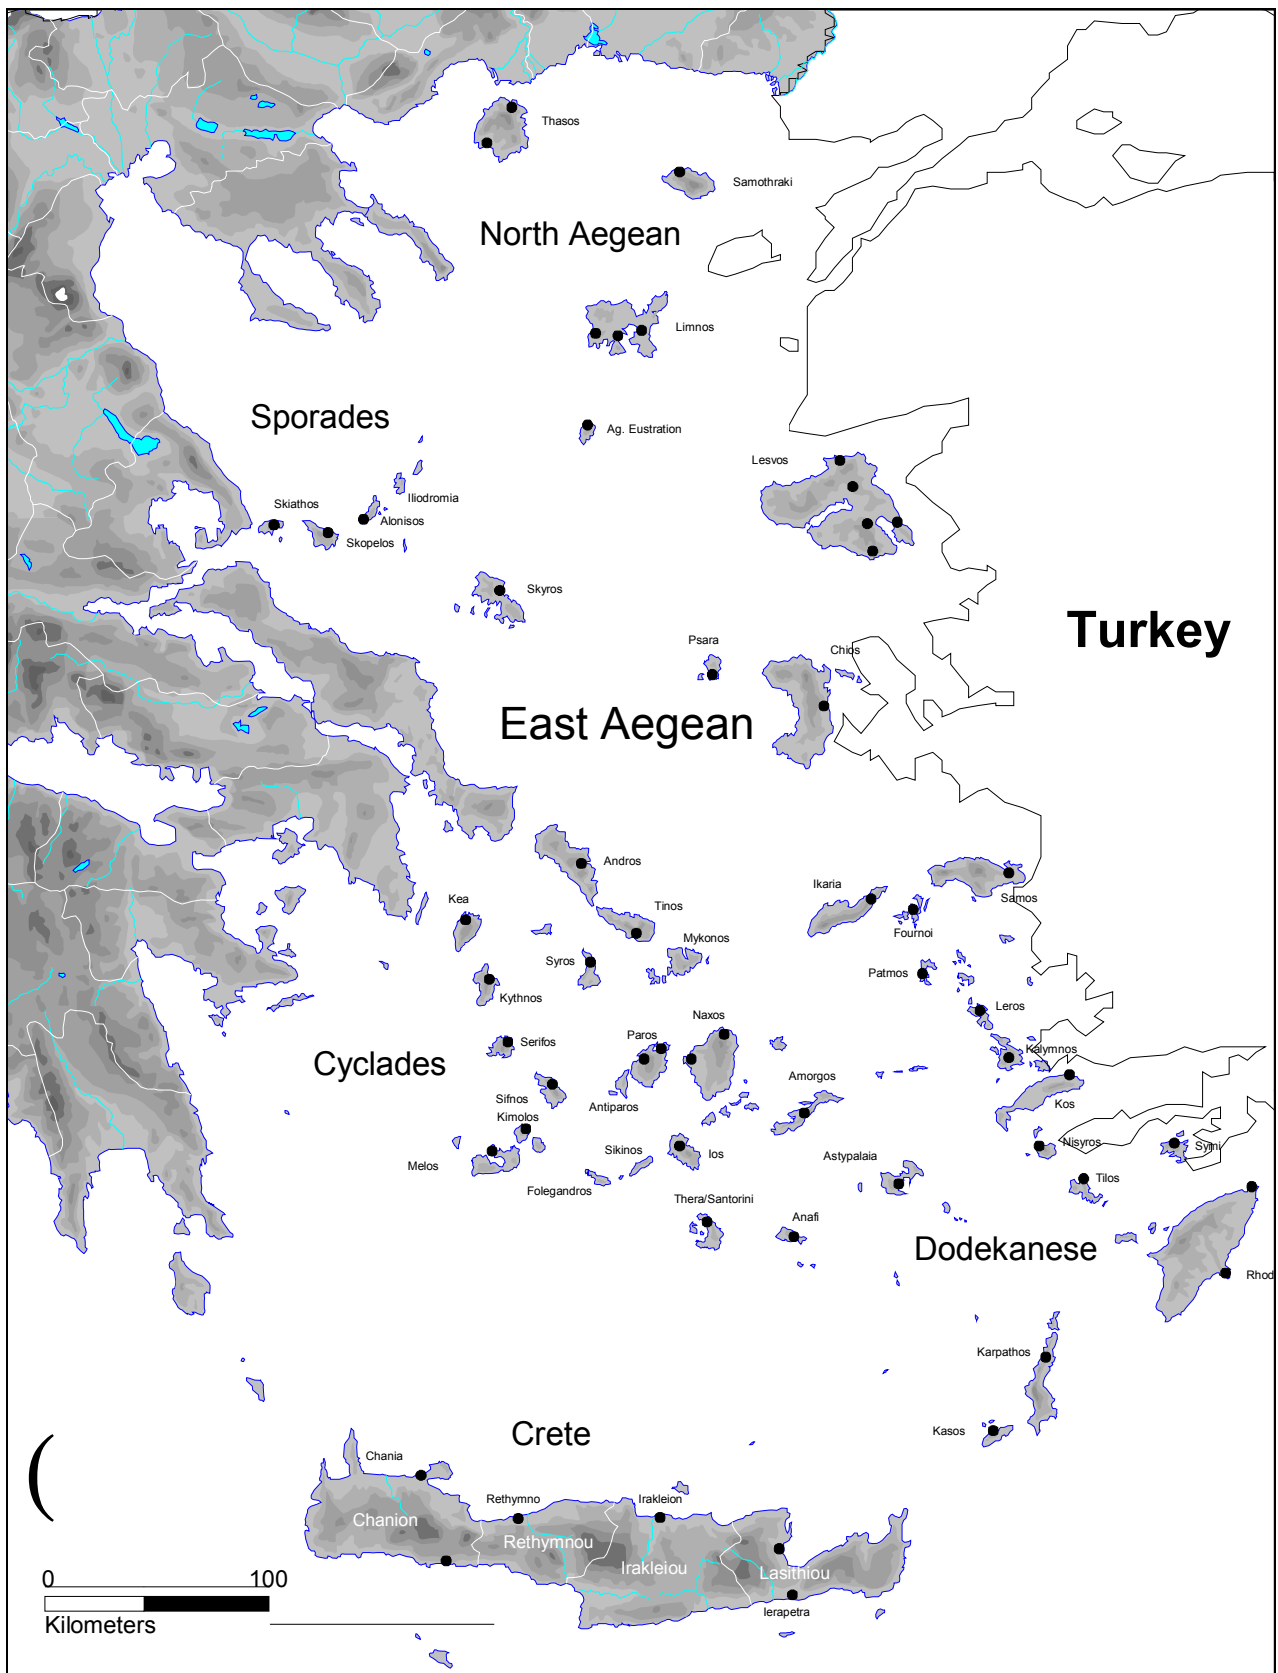 Thasos
Samothraki
North Aegean
Limnos
Sporades
Ag. Eustration
Lesvos
Iliodromia
Skiathos
Alonisos
Skopelos
Skyros
Turkey
Psara
Chios
East Aegean
Andros
Ikaria
Kea
Samos
Tinos
Fournoi
Mykonos
Syros
Patmos
Kythnos
Leros
Naxos
Paros
Serifos
Kalymnos
Cyclades
Amorgos
Sifnos
Antiparos
Kos
Kimolos
Nisyros
Symi
Sikinos
Ios
Melos
Astypalaia
Tilos
Folegandros
Thera/Santorini
Anafi
Dodekanese
Rhod
Karpathos
Kasos
Crete
(
Chania
Rethymno
Irakleion
Chanion
Rethymnou
Irakleiou
Lasithiou
0 100
Ierapetra
Kilometers